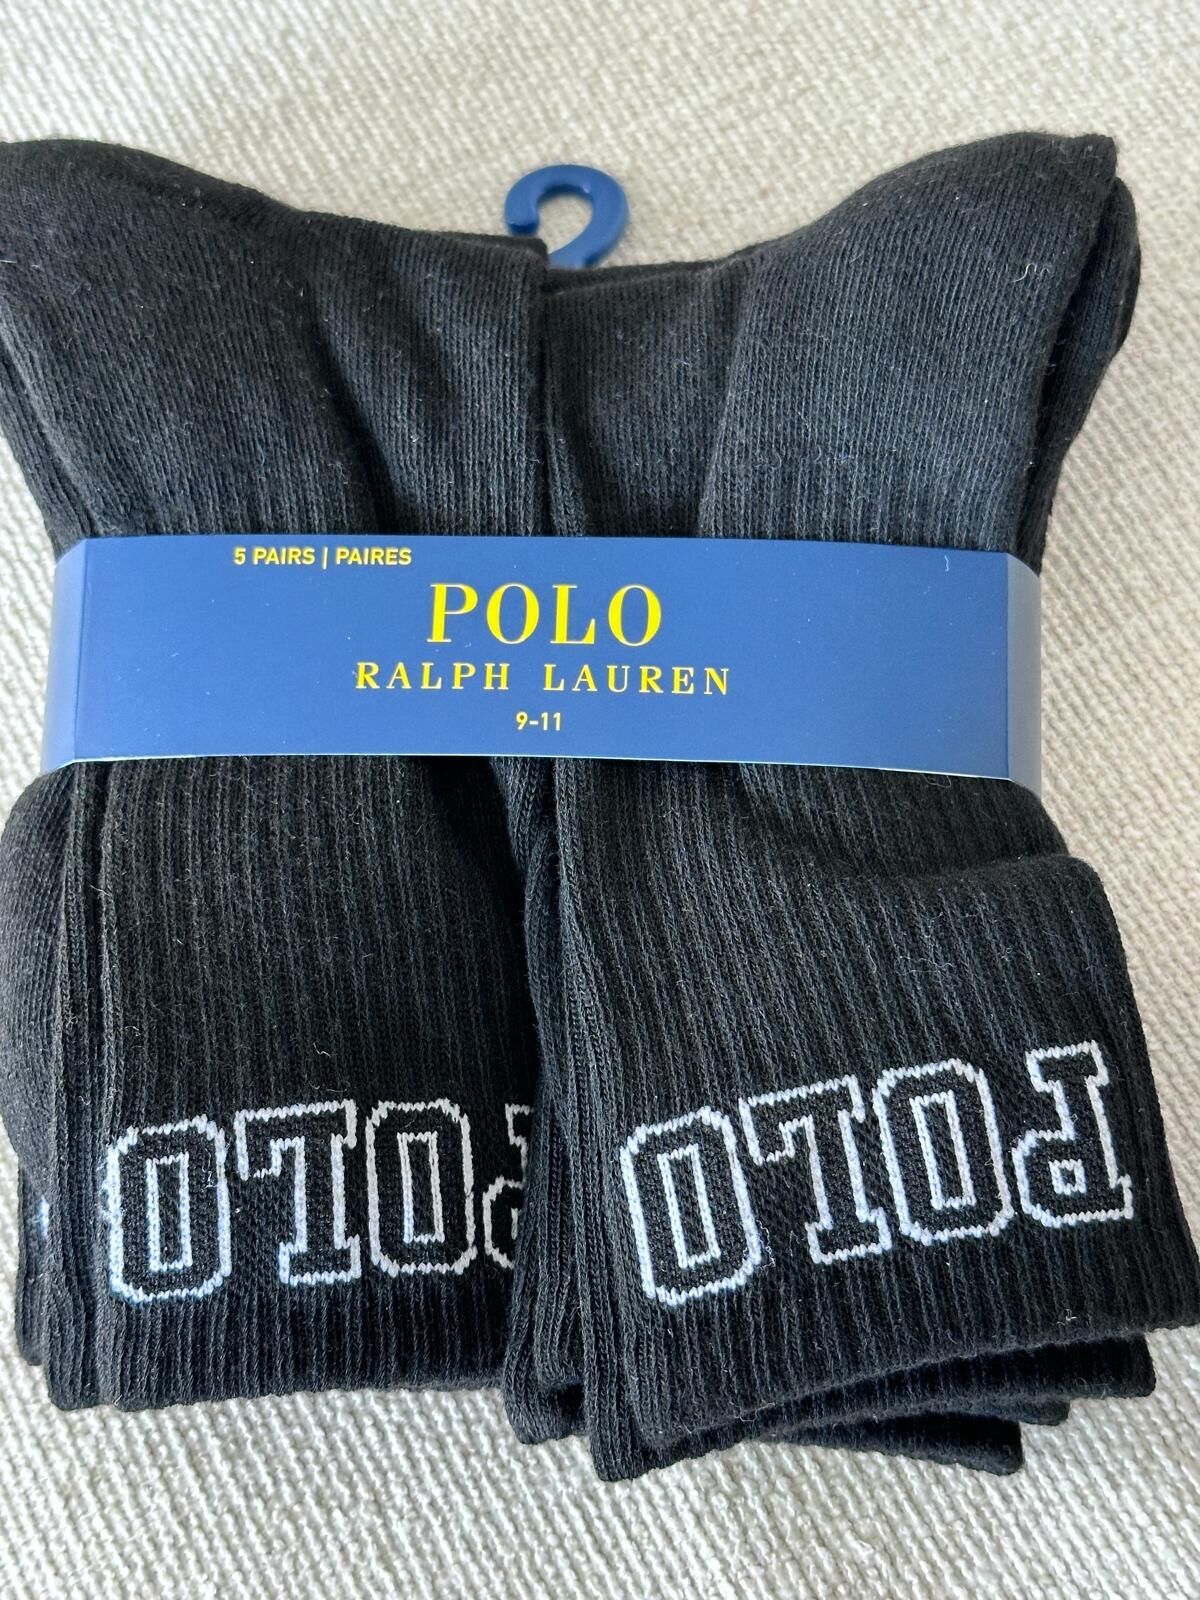 5 PAIRS | PAIRES
POLO
RALPH LAUREN
9-11
POLO
POLO